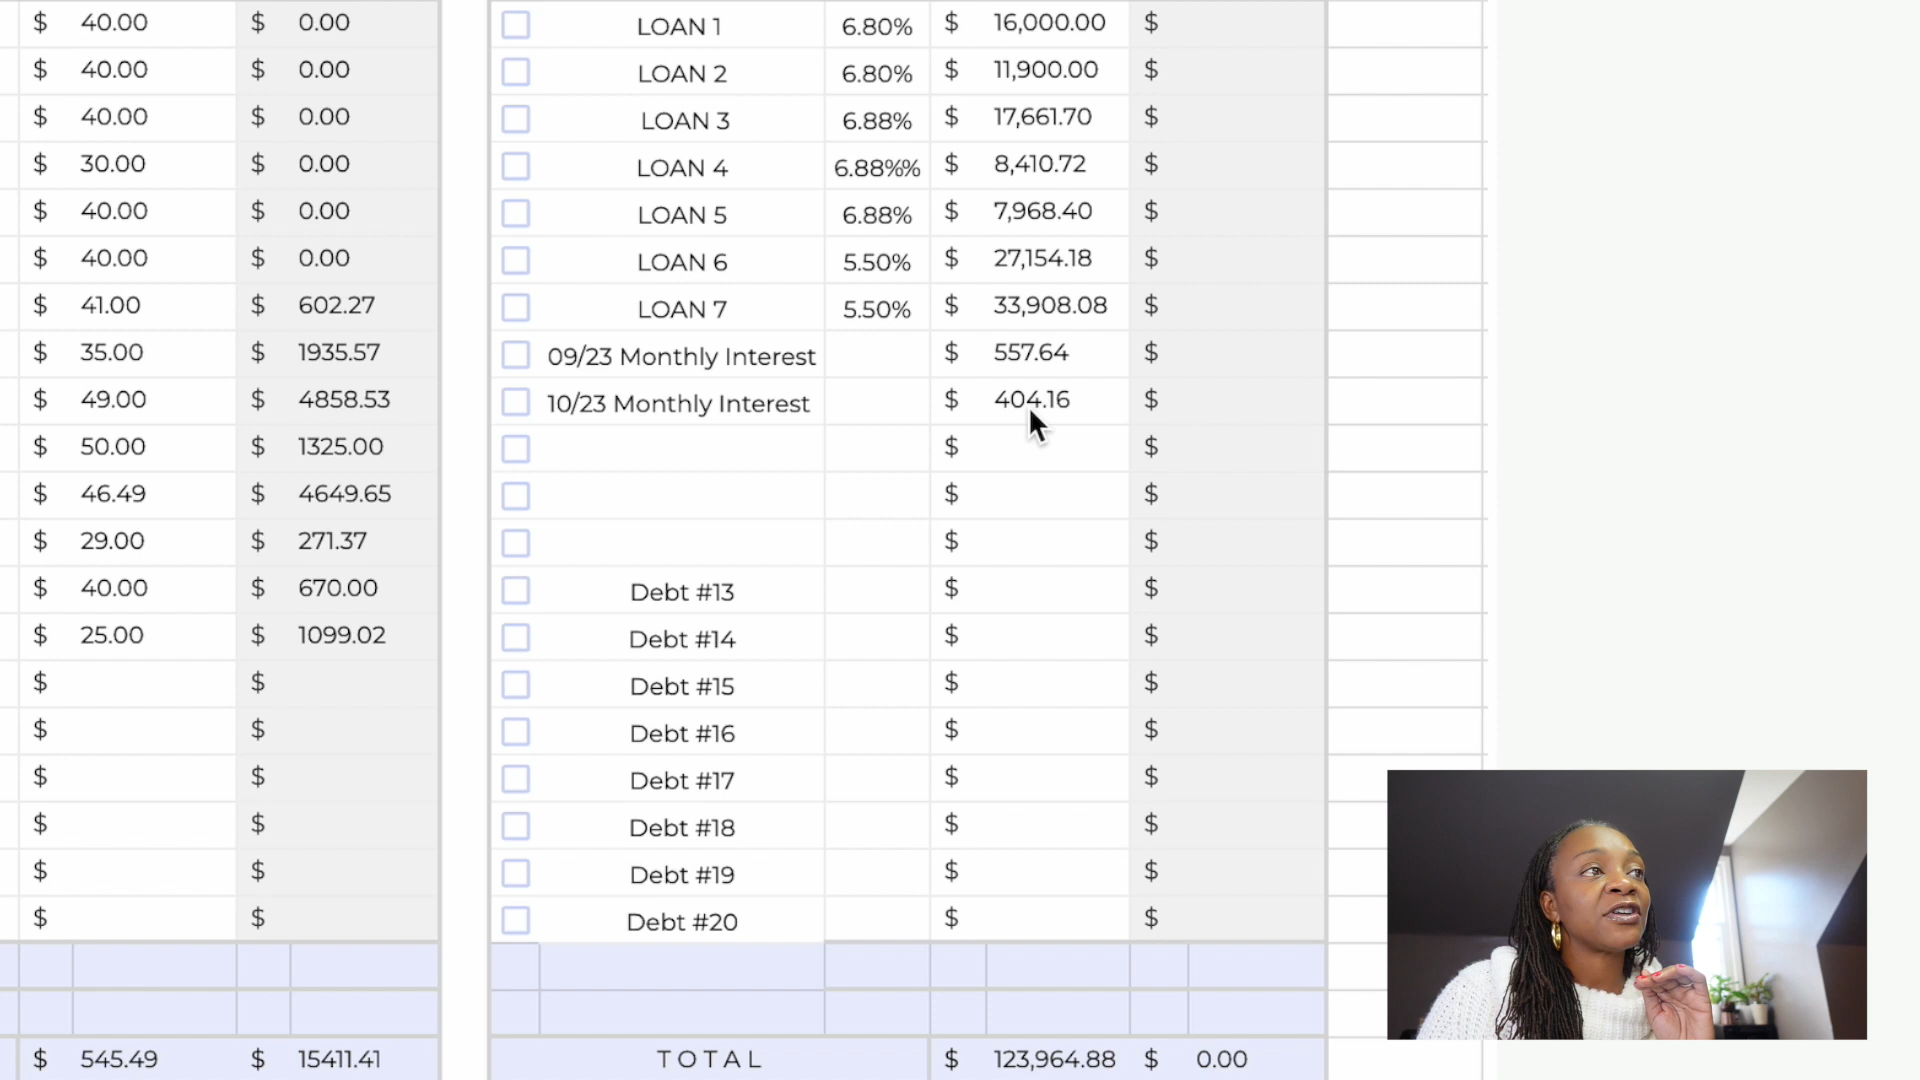 $ 40.00 $ 0.00 LOAN 1 6.80% $ 16,000.00 $
$ 40.00 $ 0.00 LOAN 2 6.80% $ 11,900.00 $
$ 40.00 $ 0.00 LOAN 3 6.88% $ 17,661.70 $
$ 30.00 $ 0.00 LOAN 4 6.88%% $ 8,410.72 $
$ 40.00 $ 0.00 LOAN 5 6.88% $ 7,968.40 $
$ 40.00 $ 0.00 LOAN 6 5.50% $ 27,154.18 $
$ 41.00 $ 602.27 LOAN 7 5.50% $ 33,908.08 $
$ 35.00 $ 1935.57 09/23 Monthly Interest $ 557.64 $
$ 49.00 $ 4858.53 10/23 Monthly Interest $ 404.16 $
$ 50.00 $ 1325.00 $ $
$ 46.49 $ 4649.65 $ $
$ 29.00 $ 271.37 $ $
$ 40.00 $ 670.00 Debt #13 $ $
$ 25.00 $ 1099.02 Debt #14 $ $
$ $ Debt #15 $ $
$ $ Debt #16 $ $
$ $ Debt #17 $ $
$ $ Debt #18 $ $
$ $ Debt #19 $ $
$ $ Debt #20 $ $
$ 545.49 $ 15411.41 TOTAL $ 123,964.88 $ 0.00